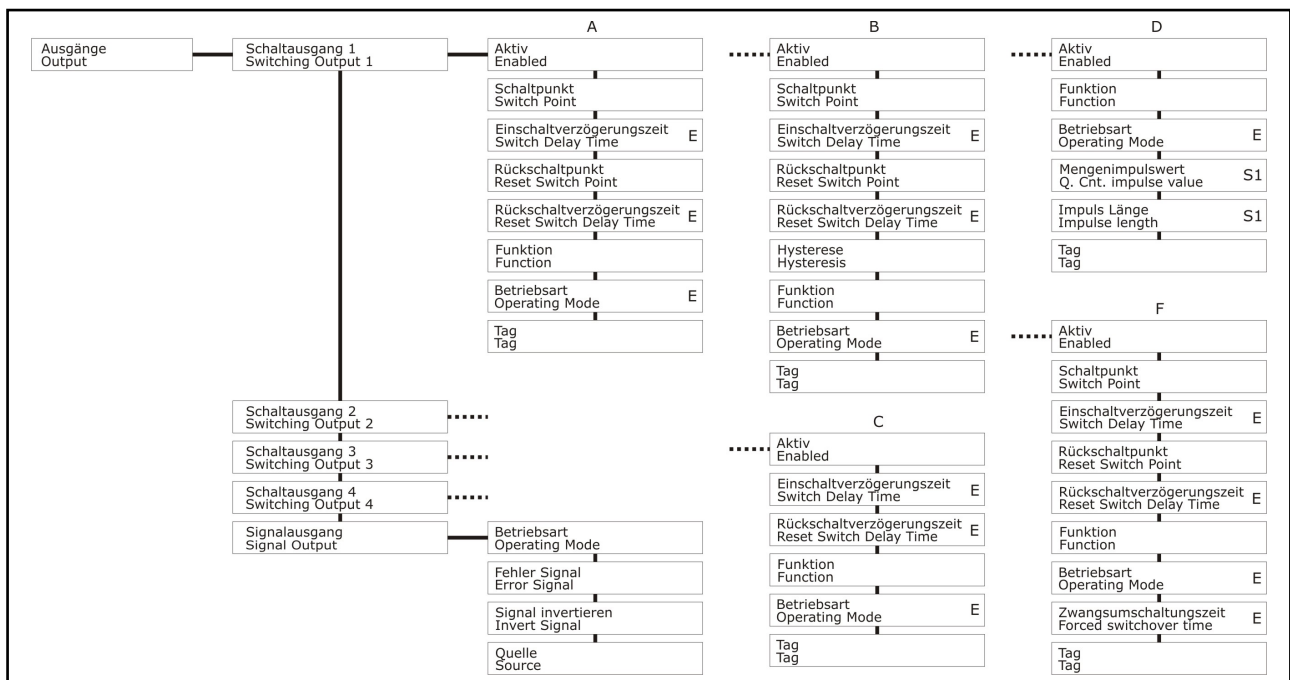 Ausgänge
Output
Schaltausgang 1
Switching Output 1
A
Aktiv
Enabled
Schaltpunkt
Switch Point
Einschaltverzögerungszeit E
Switch Delay Time
Rückschaltpunkt
Reset Switch Point
Rückschaltverzögerungszeit E
Reset Switch Delay Time
Funktion
Function
Betriebsart E
Operating Mode
Tag
Tag
B
Aktiv
Enabled
Schaltpunkt
Switch Point
Einschaltverzögerungszeit E
Switch Delay Time
Rückschaltpunkt
Reset Switch Point
Rückschaltverzögerungszeit E
Reset Switch Delay Time
Hysterese
Hysteresis
Funktion
Function
Betriebsart E
Operating Mode
Tag
Tag
D
Aktiv
Enabled
Funktion
Function
Betriebsart E
Operating Mode
Mengenimpulswert S1
Q. Cnt. impulse value
Impuls Länge S1
Impulse length
Tag
Tag
Schaltausgang 2
Switching Output 2
Schaltausgang 3
Switching Output 3
Schaltausgang 4
Switching Output 4
Signalausgang
Signal Output
Betriebsart
Operating Mode
Fehler Signal
Error Signal
Signal invertieren
Invert Signal
Quelle
Source
C
Aktiv
Enabled
Einschaltverzögerungszeit E
Switch Delay Time
Rückschaltverzögerungszeit E
Reset Switch Delay Time
Funktion
Function
Betriebsart E
Operating Mode
Tag
Tag
F
Aktiv
Enabled
Schaltpunkt
Switch Point
Einschaltverzögerungszeit E
Switch Delay Time
Rückschaltpunkt
Reset Switch Point
Rückschaltverzögerungszeit E
Reset Switch Delay Time
Funktion
Function
Betriebsart E
Operating Mode
Zwangsumschaltungszeit E
Forced switchover time
Tag
Tag